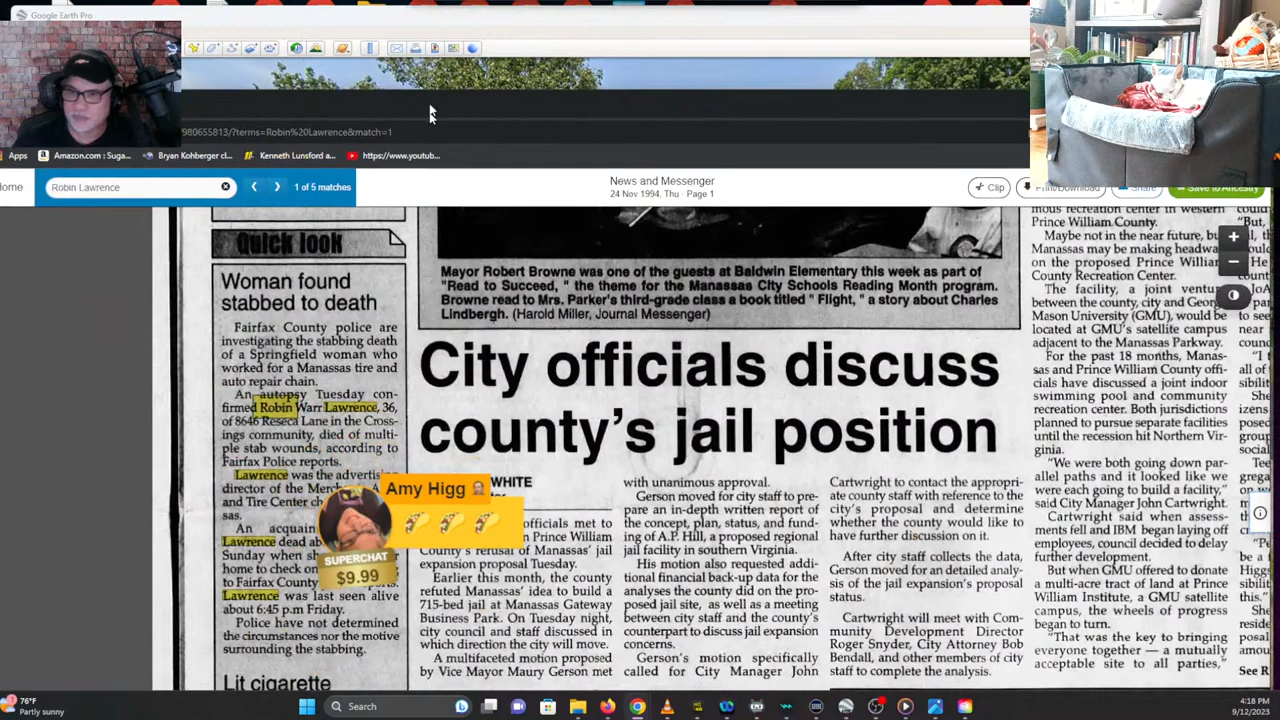 Google Earth Pro
980655813/?terms=Robin%20Lawrence&match=1
Apps
Amazon.com : Suga...
Bryan Kohberger cl...
Kenneth Lunsford a...
https://www.youtub...
Home
Robin Lawrence
1 of 5 matches
News and Messenger
24 Nov 1994, Thu · Page 1
Clip
Print/Download
Share
Save to Ancestry
Quick look
Woman found
stabbed to death
Fairfax County police are
investigating the stabbing death
of a Springfield woman who
worked for a Manassas tire and
auto repair chain.
An autopsy Tuesday con-
firmed Robin Warr Lawrence, 36,
of 8646 Reseca Lane in the Cross-
ings community, died of multi-
ple stab wounds, according to
Fairfax Police reports.
Lawrence was the advertis
director of the Merch
and Tire Center ch
sas.
An acquain
Lawrence dead
Sunday when sh
home to check on
to Fairfax County
Lawrence was last seen alive
about 6:45 p.m Friday.
Police have not determined
the circumstances nor the motive
surrounding the stabbing.
Lit cigarette
Mayor Robert Browne was one of the guests at Baldwin Elementary this week as part of
"Read to Succeed, " the theme for the Manassas City Schools Reading Month program.
Browne read to Mrs. Parker's third-grade class a book titled " Flight, " a story about Charles
Lindbergh. (Harold Miller, Journal Messenger)
City officials discuss
county's jail position
WHITE
officials met to
Prince William
County's refusal of Manassas' jail
expansion proposal Tuesday.
Earlier this month, the county
refuted Manassas' idea to build a
715-bed jail at Manassas Gateway
Business Park. On Tuesday night,
city council and staff discussed in
which direction the city will move.
A multifaceted motion proposed
by Vice Mayor Maury Gerson met
with unanimous approval.
Gerson moved for city staff to pre-
pare an in-depth written report of
the concept, plan, status, and fund-
ing of A.P. Hill, a proposed regional
jail facility in southern Virginia.
His motion also requested addi-
tional financial back-up data for the
analyses the county did on the pro-
posed jail site, as well as a meeting
between city staff and the county's
counterpart to discuss jail expansion
concerns.
Gerson's motion specifically
called for City Manager John
Cartwright to contact the appropri-
ate county staff with reference to the
city's proposal and determine
whether the county would like to
have further discussion on it.
After city staff collects the data,
Gerson moved for an detailed analy-
sis of the jail expansion's proposal
status.
Cartwright will meet with Com-
munity Development Director
Roger Snyder, City Attorney Bob
Bendall, and other members of city
staff to complete the analysis.
mous recreation center in western
Prince William County.
Maybe not in the near future, bu
Manassas may be making headwa
on the proposed Prince William
County Recreation Center.
The facility, a joint ventur
between the county, city and Georg
Mason University (GMU), would be
located at GMU's satellite campus
adjacent to the Manassas Parkway.
For the past 18 months, Manas-
sas and Prince William County offi-
cials have discussed a joint indoor
swimming pool and community
recreation center. Both jurisdictions
planned to pursue separate facilities
until the recession hit Northern Vir-
ginia.
"We were both going down par-
allel paths and it looked like we
were each going to build a facility,"
said City Manager John Cartwright.
Cartwright said when assess-
ments fell and IBM began laying off
employees, council decided to delay
further development.
But when GMU offered to donate
a multi-acre tract of land at Prince
William Institute, a GMU satellite
campus, the wheels of progress
began to turn.
"That was the key to bringing
everyone together — a mutually
acceptable site to all parties,"
See R
Amy Higg
SUPERCHAT
$9.99
76°F
Partly sunny
Search
4:18 PM
9/12/2023